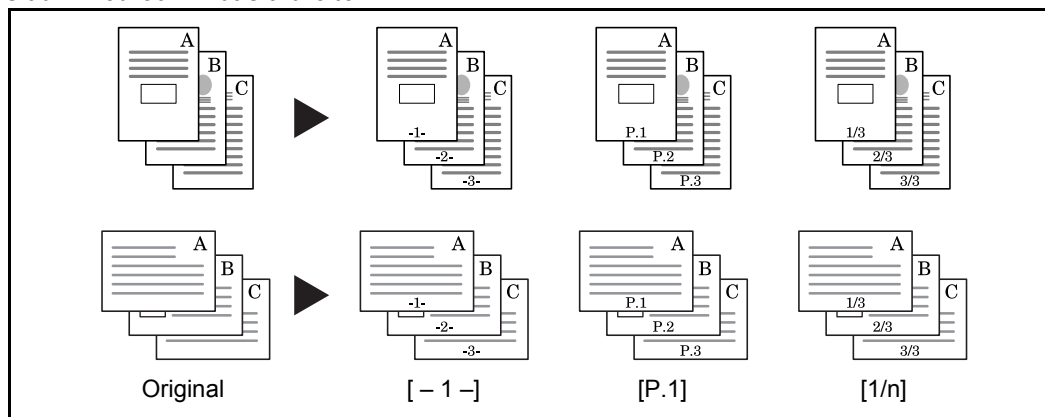 A B C A B C A B C A B C
-1- P.1 1/3
-2- P.2 2/3
-3- P.3 3/3
A B C A B C A B C A B C
-1- P.1 1/3
-2- P.2 2/3
-3- P.3 3/3
Original [ – 1 –] [P.1] [1/n]